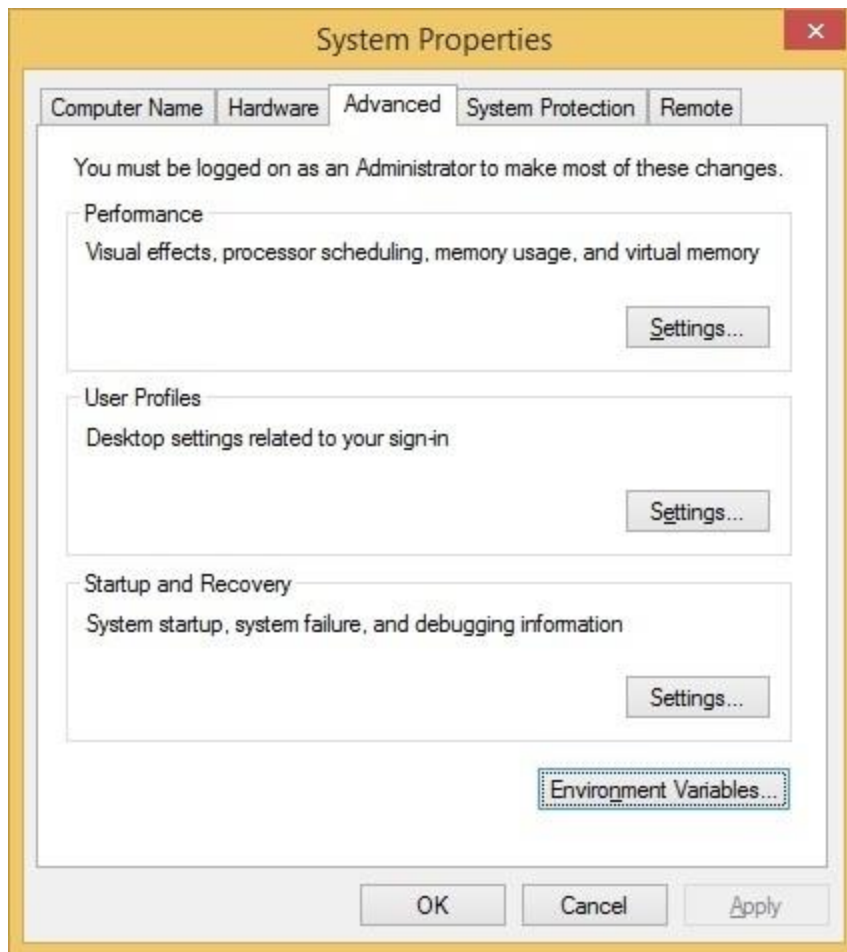 System Properties
Computer Name
Hardware
Advanced
System Protection
Remote
You must be logged on as an Administrator to make most of these changes.
Performance
Visual effects, processor scheduling, memory usage, and virtual memory
Settings...
User Profiles
Desktop settings related to your sign-in
Settings...
Startup and Recovery
System startup, system failure, and debugging information
Settings...
Environment Variables...
OK
Cancel
Apply